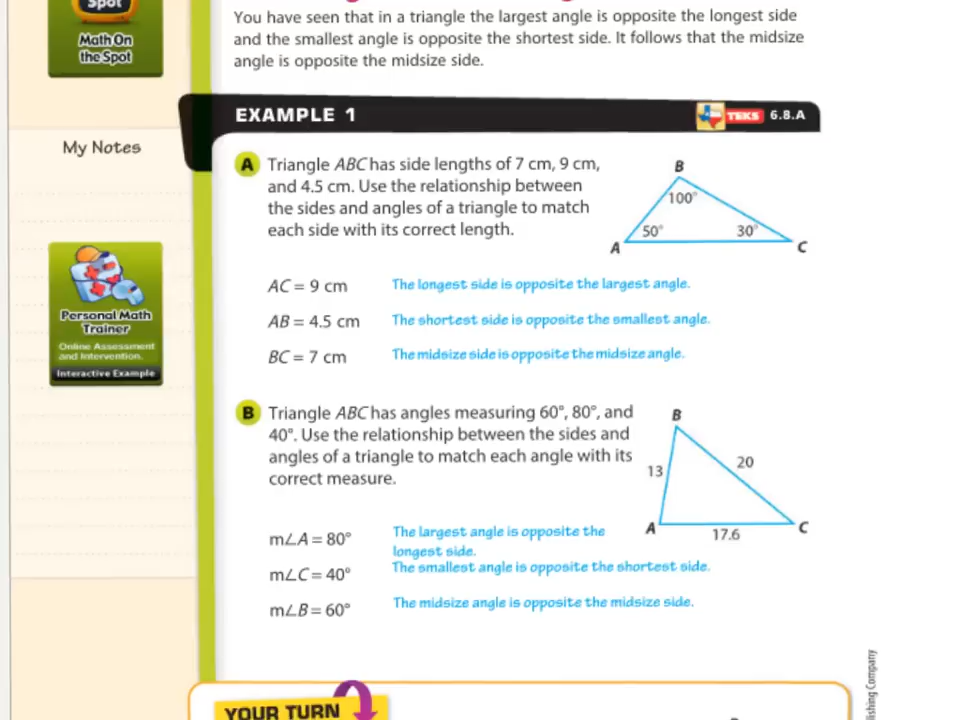 Spot
Math On
the Spot
You have seen that in a triangle the largest angle is opposite the longest side
and the smallest angle is opposite the shortest side. It follows that the midsize
angle is opposite the midsize side.
EXAMPLE 1
TEKS 6.8.A
My Notes
A Triangle ABC has side lengths of 7 cm, 9 cm,
and 4.5 cm. Use the relationship between
the sides and angles of a triangle to match
each side with its correct length.
B
100°
50°
30°
A
C
AC = 9 cm The longest side is opposite the largest angle.
AB = 4.5 cm The shortest side is opposite the smallest angle.
BC = 7 cm The midsize side is opposite the midsize angle.
Personal Math
Trainer
Online Assessment
and Intervention.
Interactive Example
B Triangle ABC has angles measuring 60°, 80°, and
40°. Use the relationship between the sides and
angles of a triangle to match each angle with its
correct measure.
B
13
20
A
C
17.6
m∠A = 80° The largest angle is opposite the
longest side.
m∠C = 40° The smallest angle is opposite the shortest side.
m∠B = 60° The midsize angle is opposite the midsize side.
YOUR TURN
lishing Company